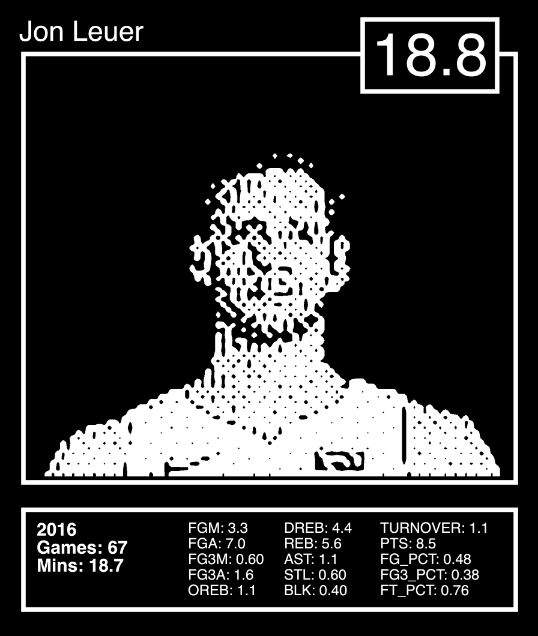 Jon Leuer
18.8
2016
Games: 67
Mins: 18.7
FGM: 3.3
FGA: 7.0
FG3M: 0.60
FG3A: 1.6
OREB: 1.1
DREB: 4.4
REB: 5.6
AST: 1.1
STL: 0.60
BLK: 0.40
TURNOVER: 1.1
PTS: 8.5
FG_PCT: 0.48
FG3_PCT: 0.38
FT_PCT: 0.76